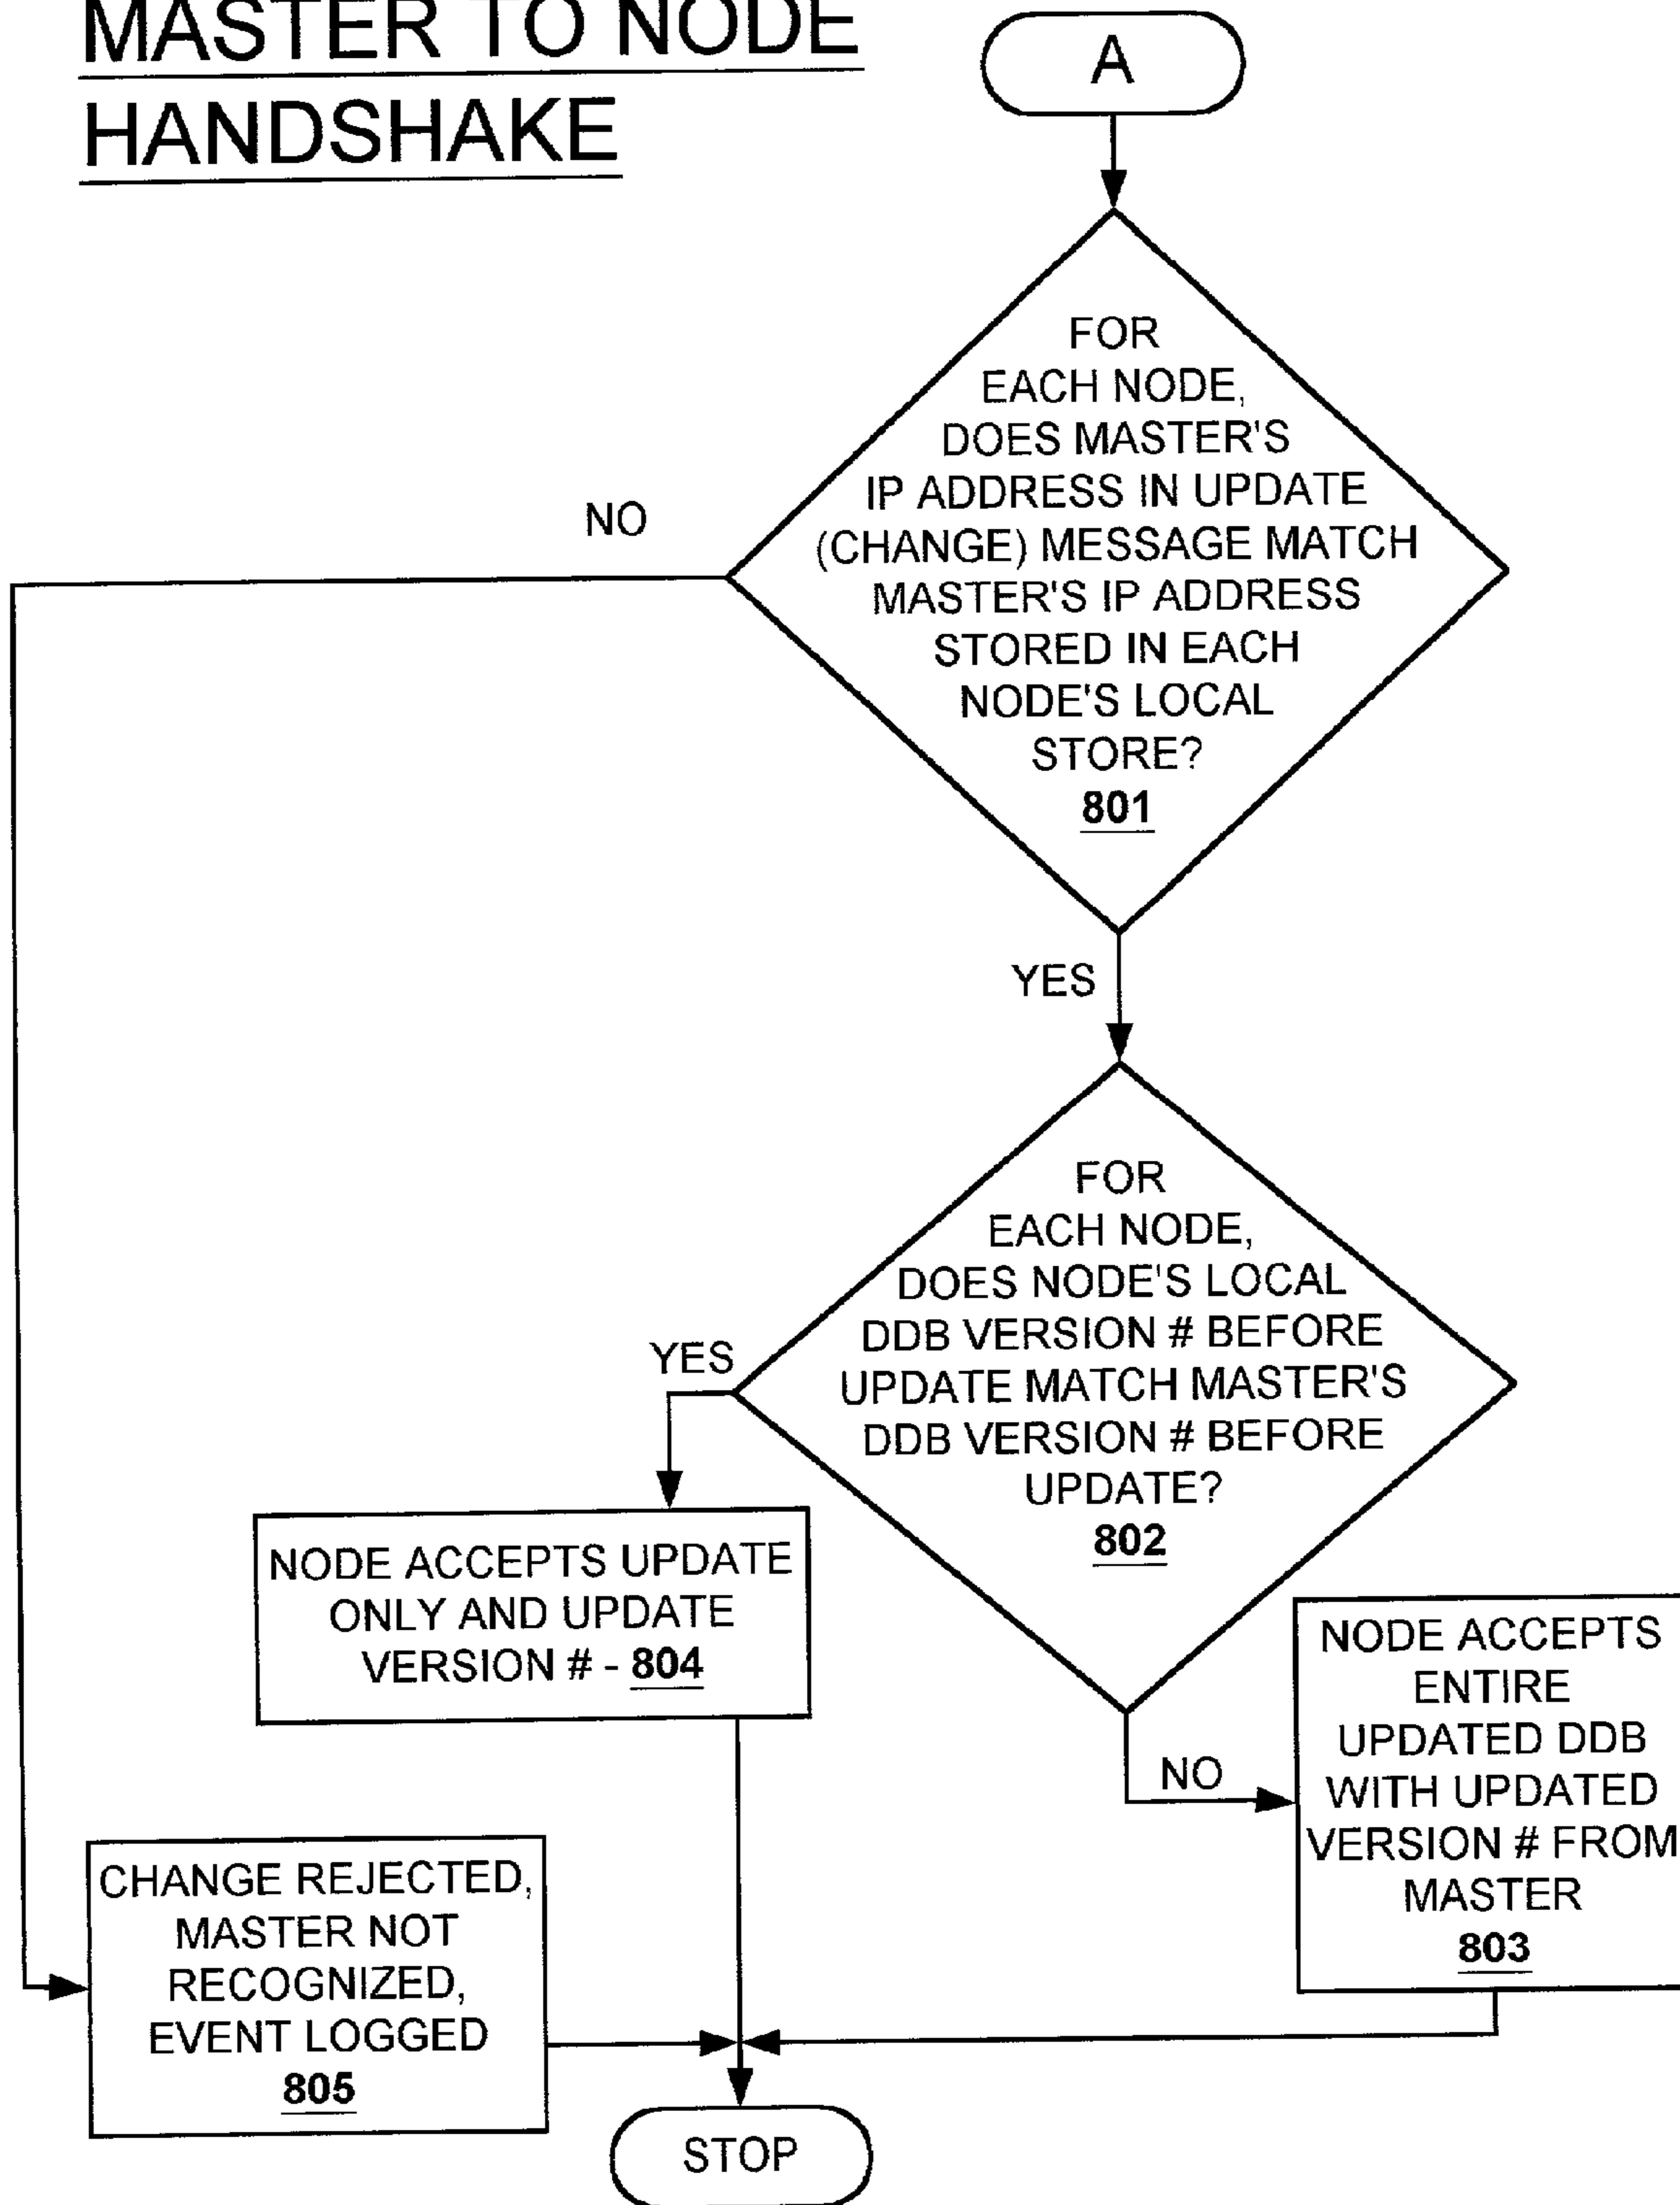 MASTER TO NODE
HANDSHAKE
A
FOR
EACH NODE,
DOES MASTER'S
IP ADDRESS IN UPDATE
(CHANGE) MESSAGE MATCH
MASTER'S IP ADDRESS
STORED IN EACH
NODE'S LOCAL
STORE?
801
NO
YES
FOR
EACH NODE,
DOES NODE'S LOCAL
DDB VERSION # BEFORE
UPDATE MATCH MASTER'S
DDB VERSION # BEFORE
UPDATE?
802
YES
NODE ACCEPTS UPDATE
ONLY AND UPDATE
VERSION # - 804
NO
NODE ACCEPTS
ENTIRE
UPDATED DDB
WITH UPDATED
VERSION # FROM
MASTER
803
CHANGE REJECTED,
MASTER NOT
RECOGNIZED,
EVENT LOGGED
805
STOP